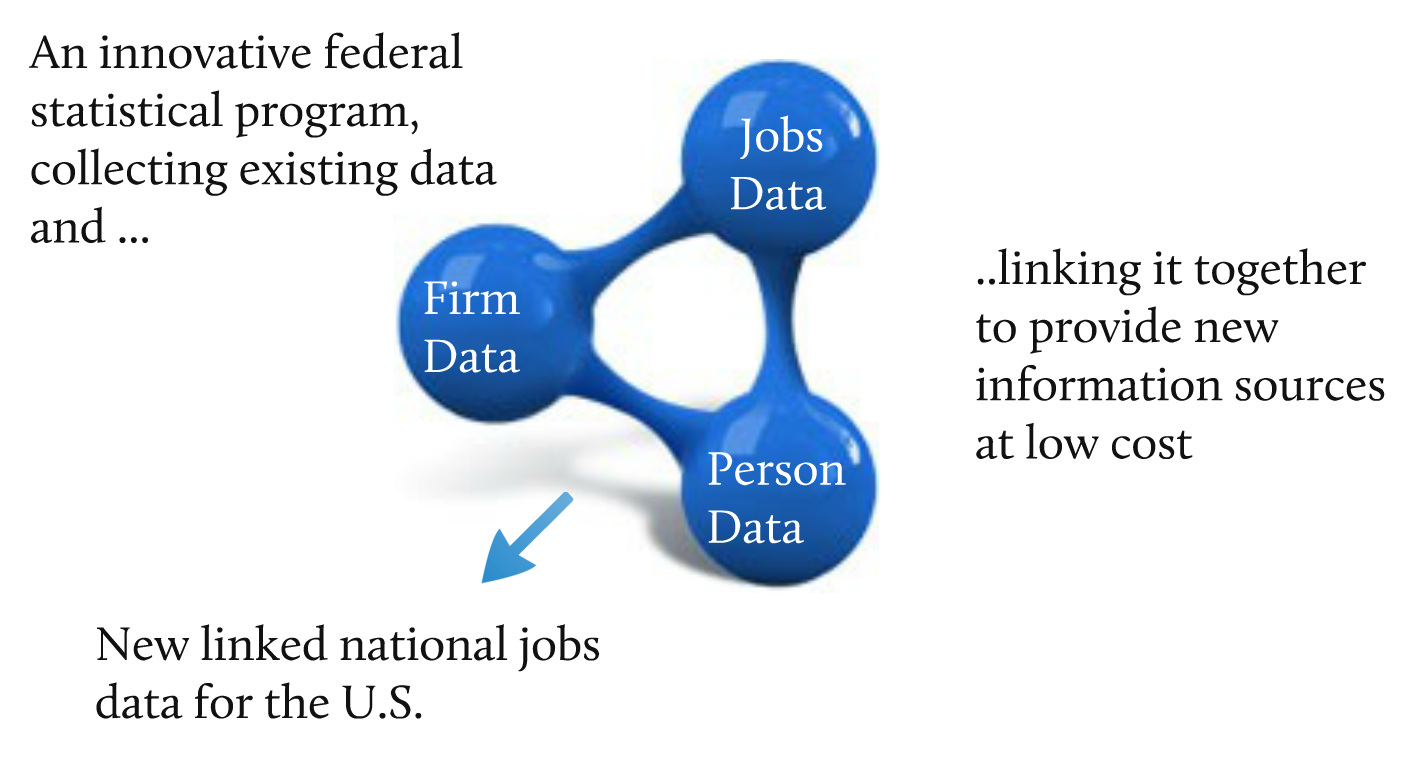 An innovative federal
statistical program,
collecting existing data
and ...
Jobs
Data
Firm
Data
Person
Data
..linking it together
to provide new
information sources
at low cost
New linked national jobs
data for the U.S.